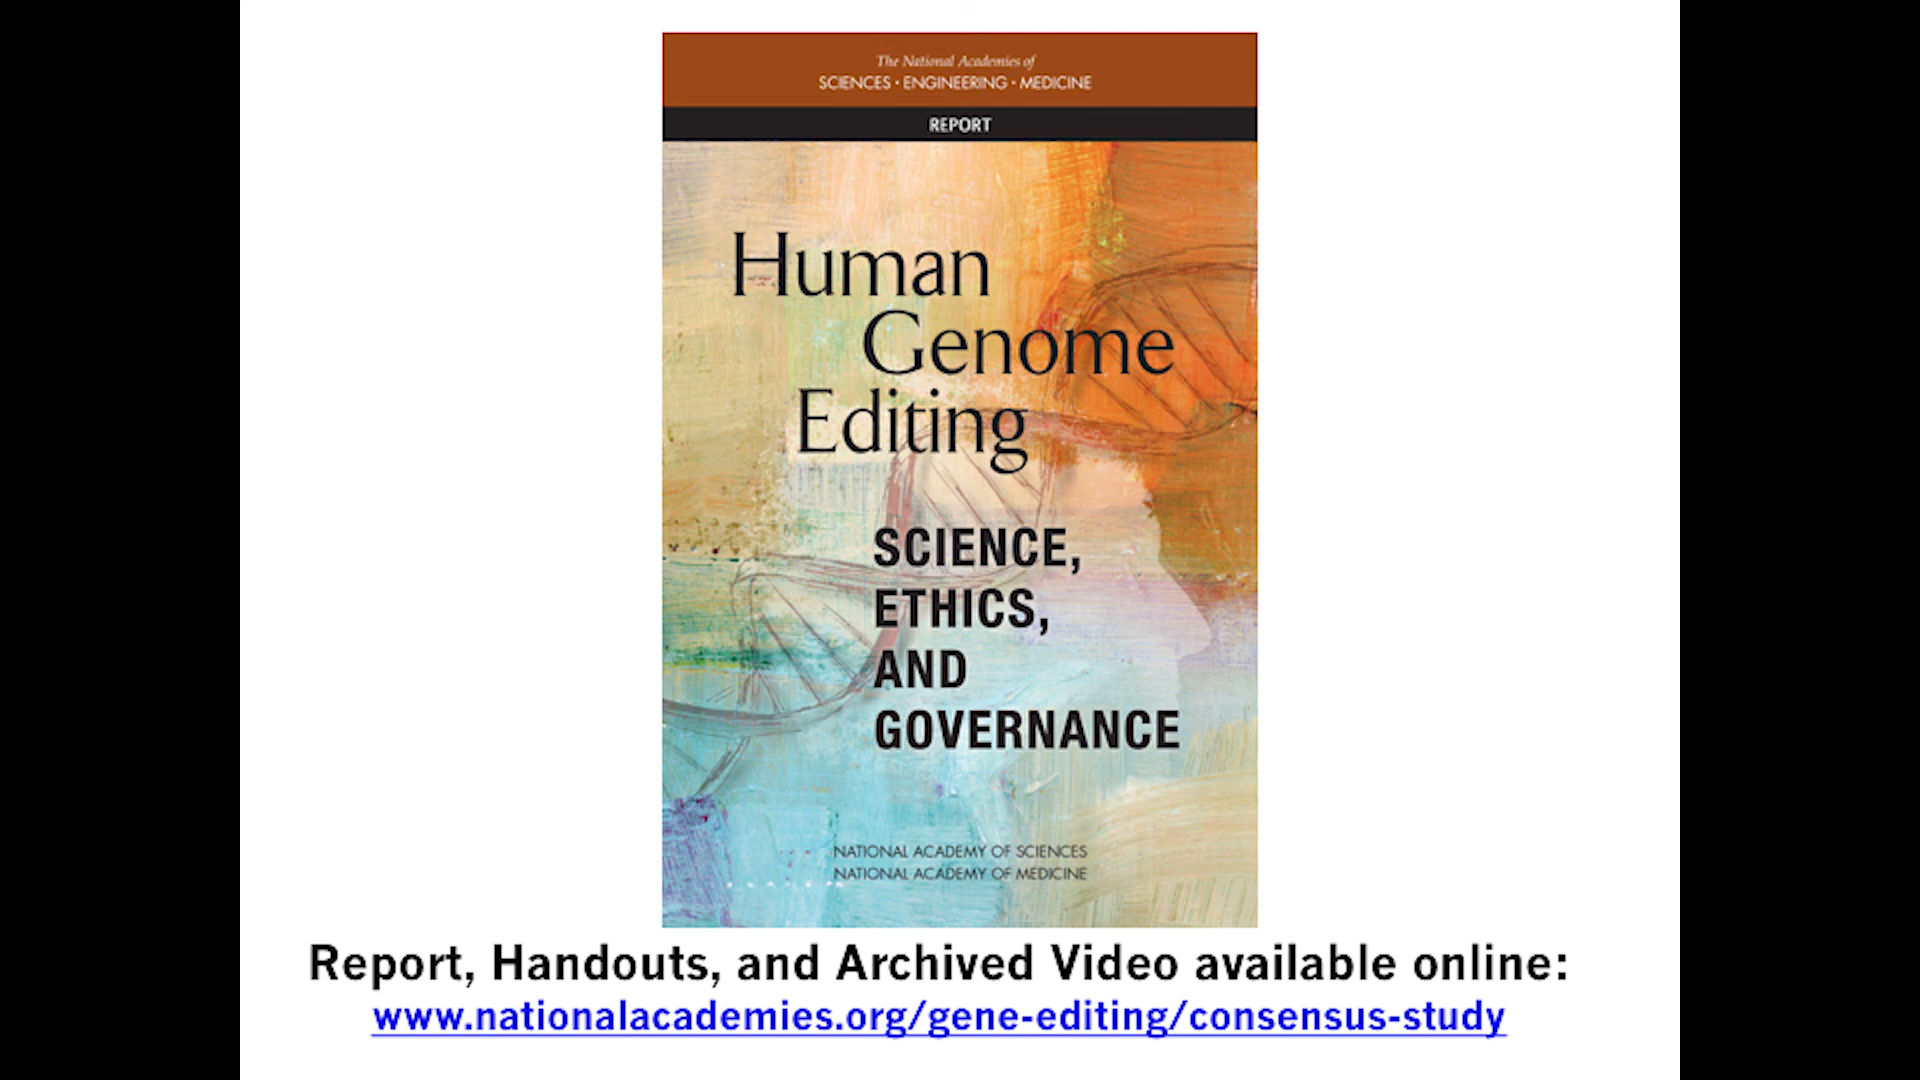 The National Academies of
SCIENCES • ENGINEERING • MEDICINE
REPORT
Human
Genome
Editing
SCIENCE,
ETHICS,
AND
GOVERNANCE
NATIONAL ACADEMY OF SCIENCES
NATIONAL ACADEMY OF MEDICINE
Report, Handouts, and Archived Video available online:
www.nationalacademies.org/gene-editing/consensus-study